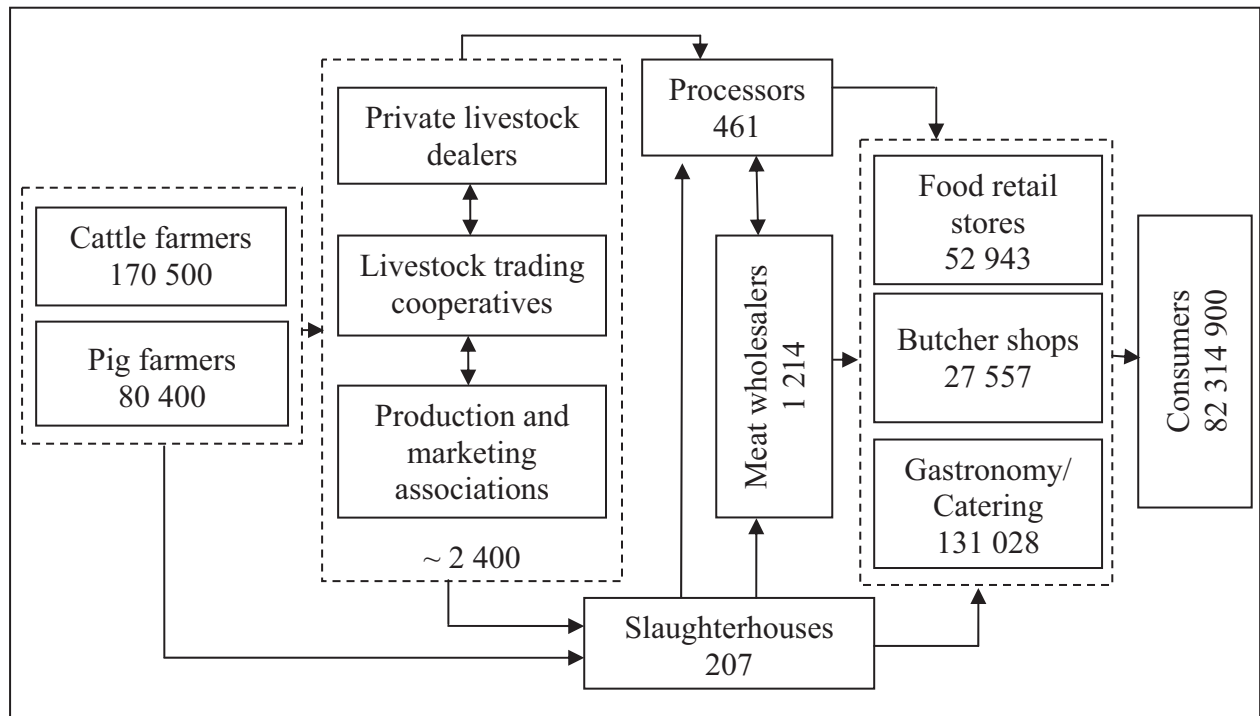 Cattle farmers
170 500
Pig farmers
80 400
Private livestock
dealers
Livestock trading
cooperatives
Production and
marketing
associations
~ 2 400
Processors
461
Meat wholesalers
1 214
Slaughterhouses
207
Food retail
stores
52 943
Butcher shops
27 557
Gastronomy/
Catering
131 028
Consumers
82 314 900